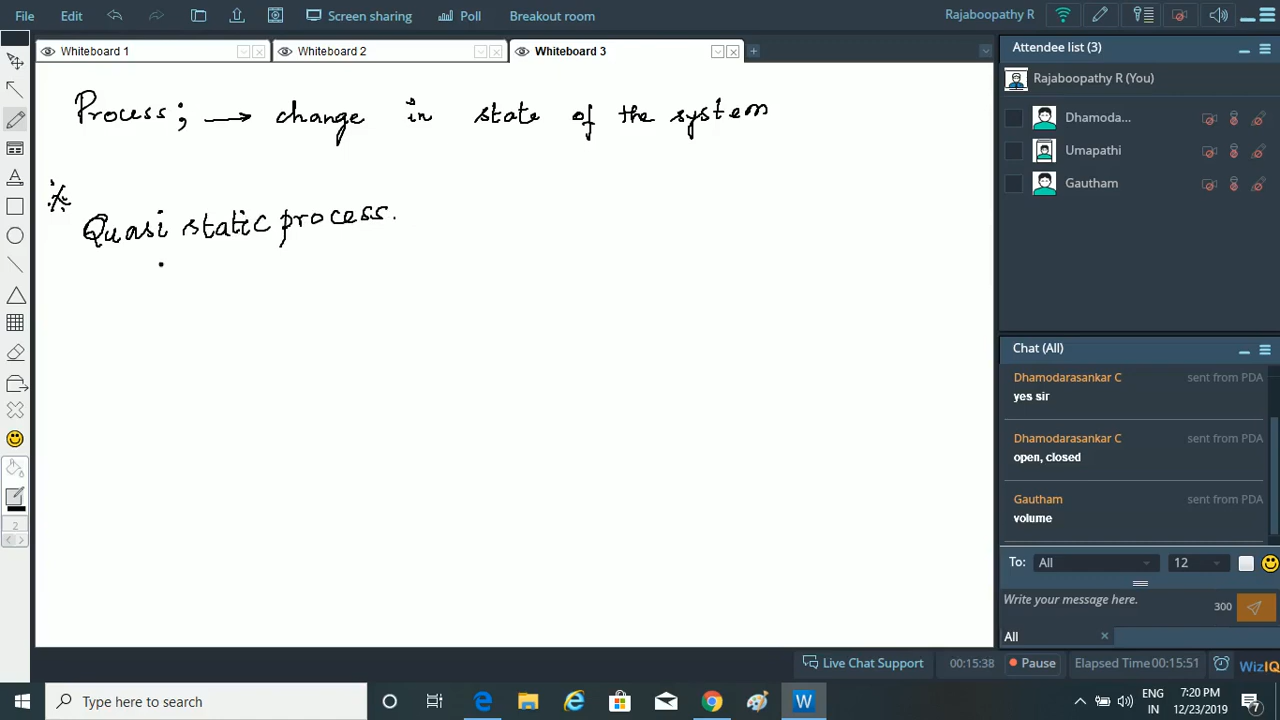 File Edit Screen sharing Poll Breakout room Rajaboopathy R
Whiteboard 1 Whiteboard 2 Whiteboard 3
Attendee list (3)
Rajaboopathy R (You)
Dhamoda...
Umapathi
Gautham
Process; → change in state of the system
Quasi static process.
Chat (All)
Dhamodarasankar C sent from PDA
yes sir
Dhamodarasankar C sent from PDA
open, closed
Gautham sent from PDA
volume
To: All 12
Write your message here. 300
All
2
Live Chat Support 00:15:38 Pause Elapsed Time 00:15:51 WizIQ
Type here to search
ENG 7:20 PM
IN 12/23/2019 7